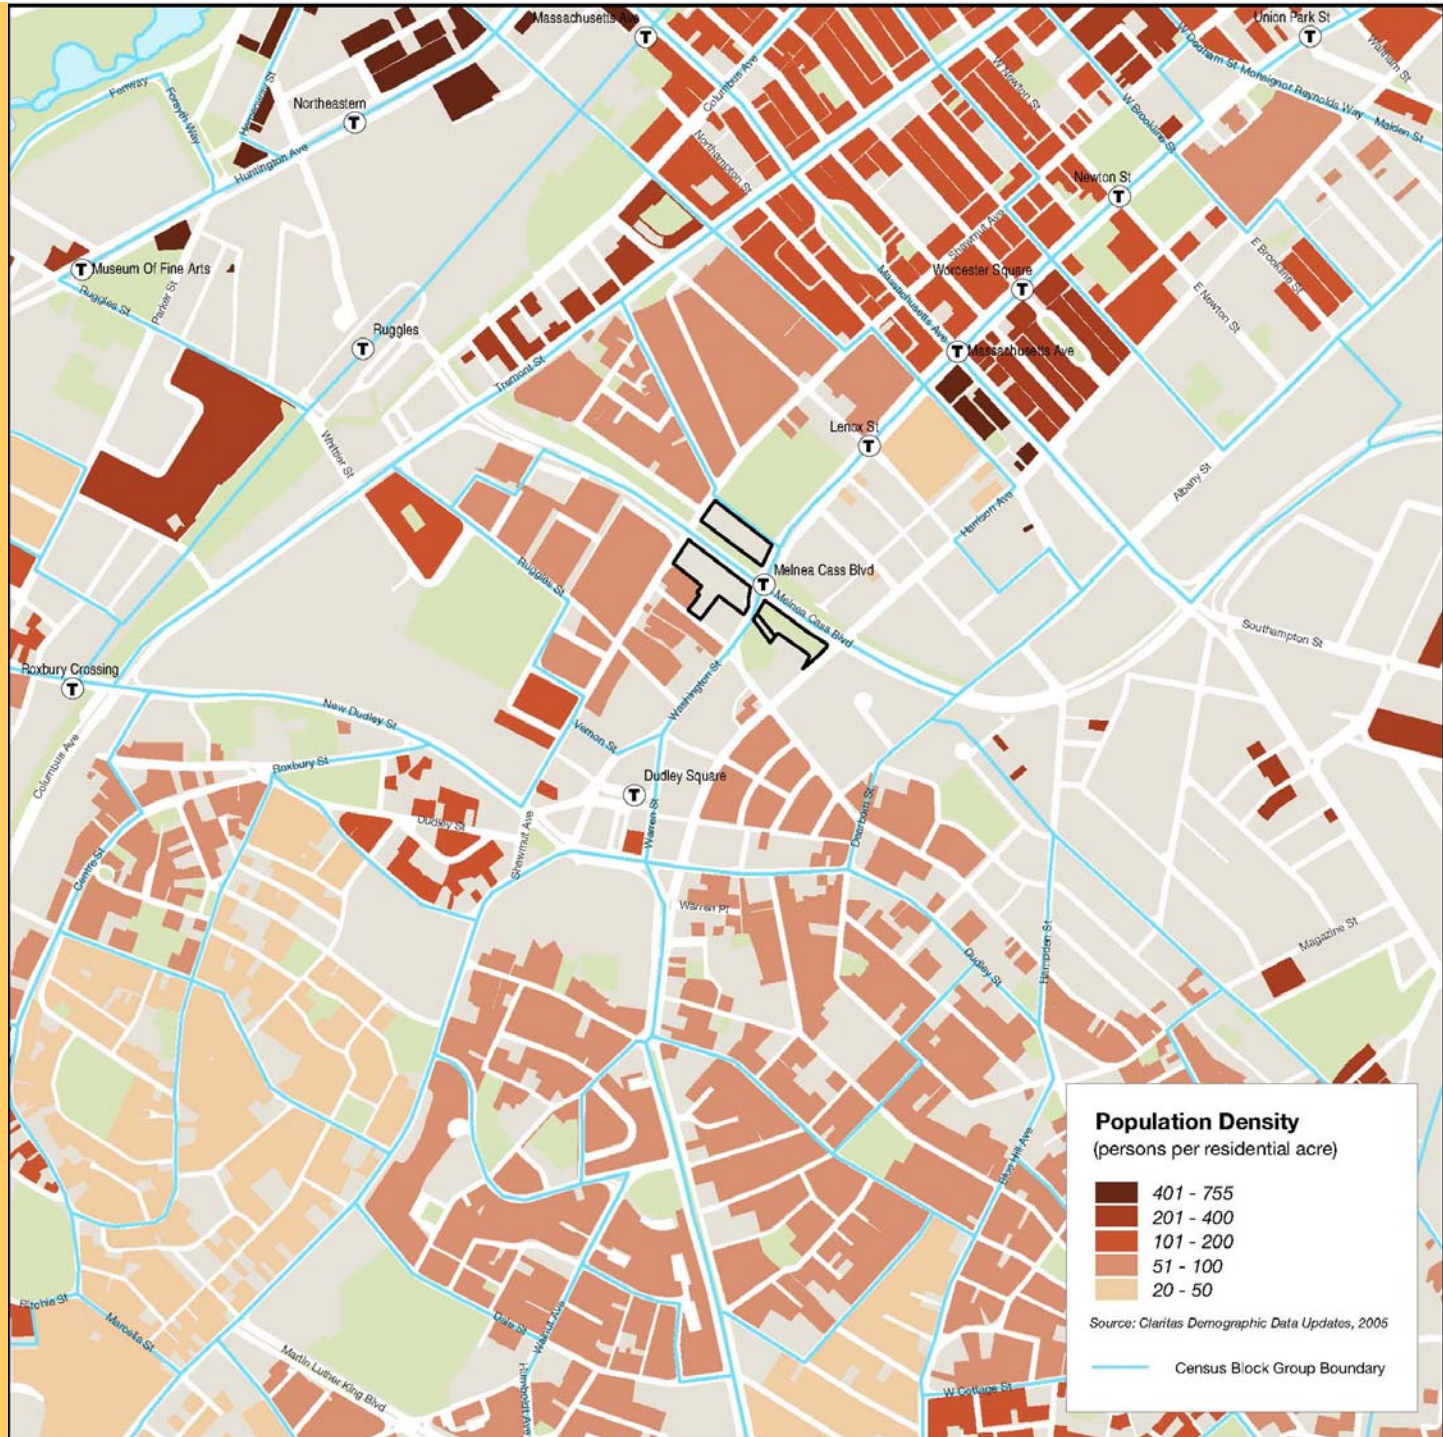 Massachusetts Ave
T
Union Park St
T
Waltham St
W Dedham St
Monsignor Reynolds Way
Malden St
Columbus Ave
W Newton St
W Brookline St
Fenway
Forsyth Way
Hemenway St
Northeastern
T
Huntington Ave
Northampton St
Newton St
T
Shawmut Ave
E Brookline St
T
Museum Of Fine Arts
Worcester Square
T
Ruggles St
Parker St
Massachusetts Ave
E Newton St
Ruggles
T
T
Massachusetts Ave
Tremont St
Lenox St
T
Whittier St
Albany St
Harrison Ave
Ruggles St
Melnea Cass Blvd
T
Melnea Cass Blvd
Southampton St
Roxbury Crossing
T
Washington St
New Dudley St
Vernon St
Columbus Ave
Roxbury St
Dudley Square
T
Dudley St
Shawmut Ave
Warren St
Dearborn St
Centre St
Warren Pl
Magazine St
Hampden St
Dudley St
Blue Hill Ave
Population Density
(persons per residential acre)
401 - 755
201 - 400
101 - 200
51 - 100
20 - 50
Source: Claritas Demographic Data Updates, 2005
Census Block Group Boundary
Ritchie St
Marcella St
Dale St
Walnut Ave
Martin Luther King Blvd
Humboldt Ave
W Cottage St